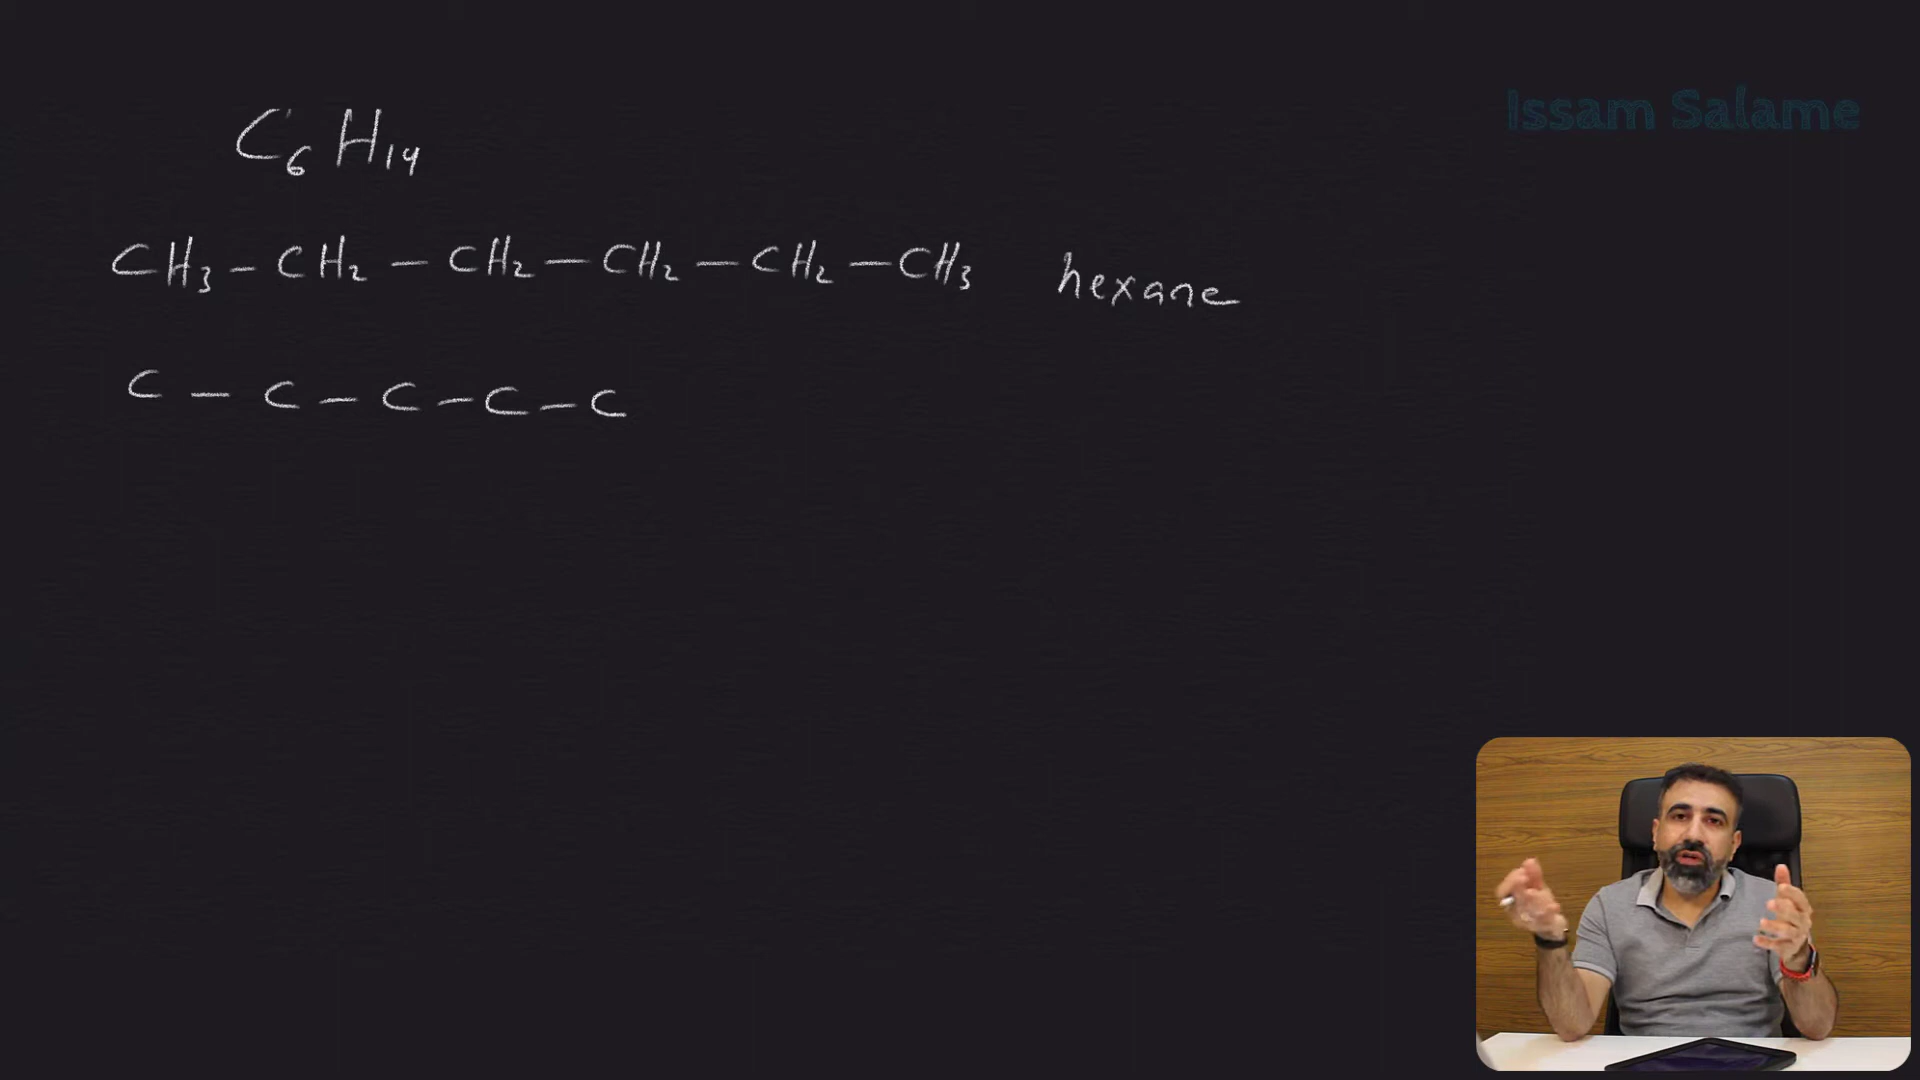 Issam Salame
C₆H₁₄
CH₃-CH₂-CH₂-CH₂-CH₂-CH₃ hexane
C-C-C-C-C